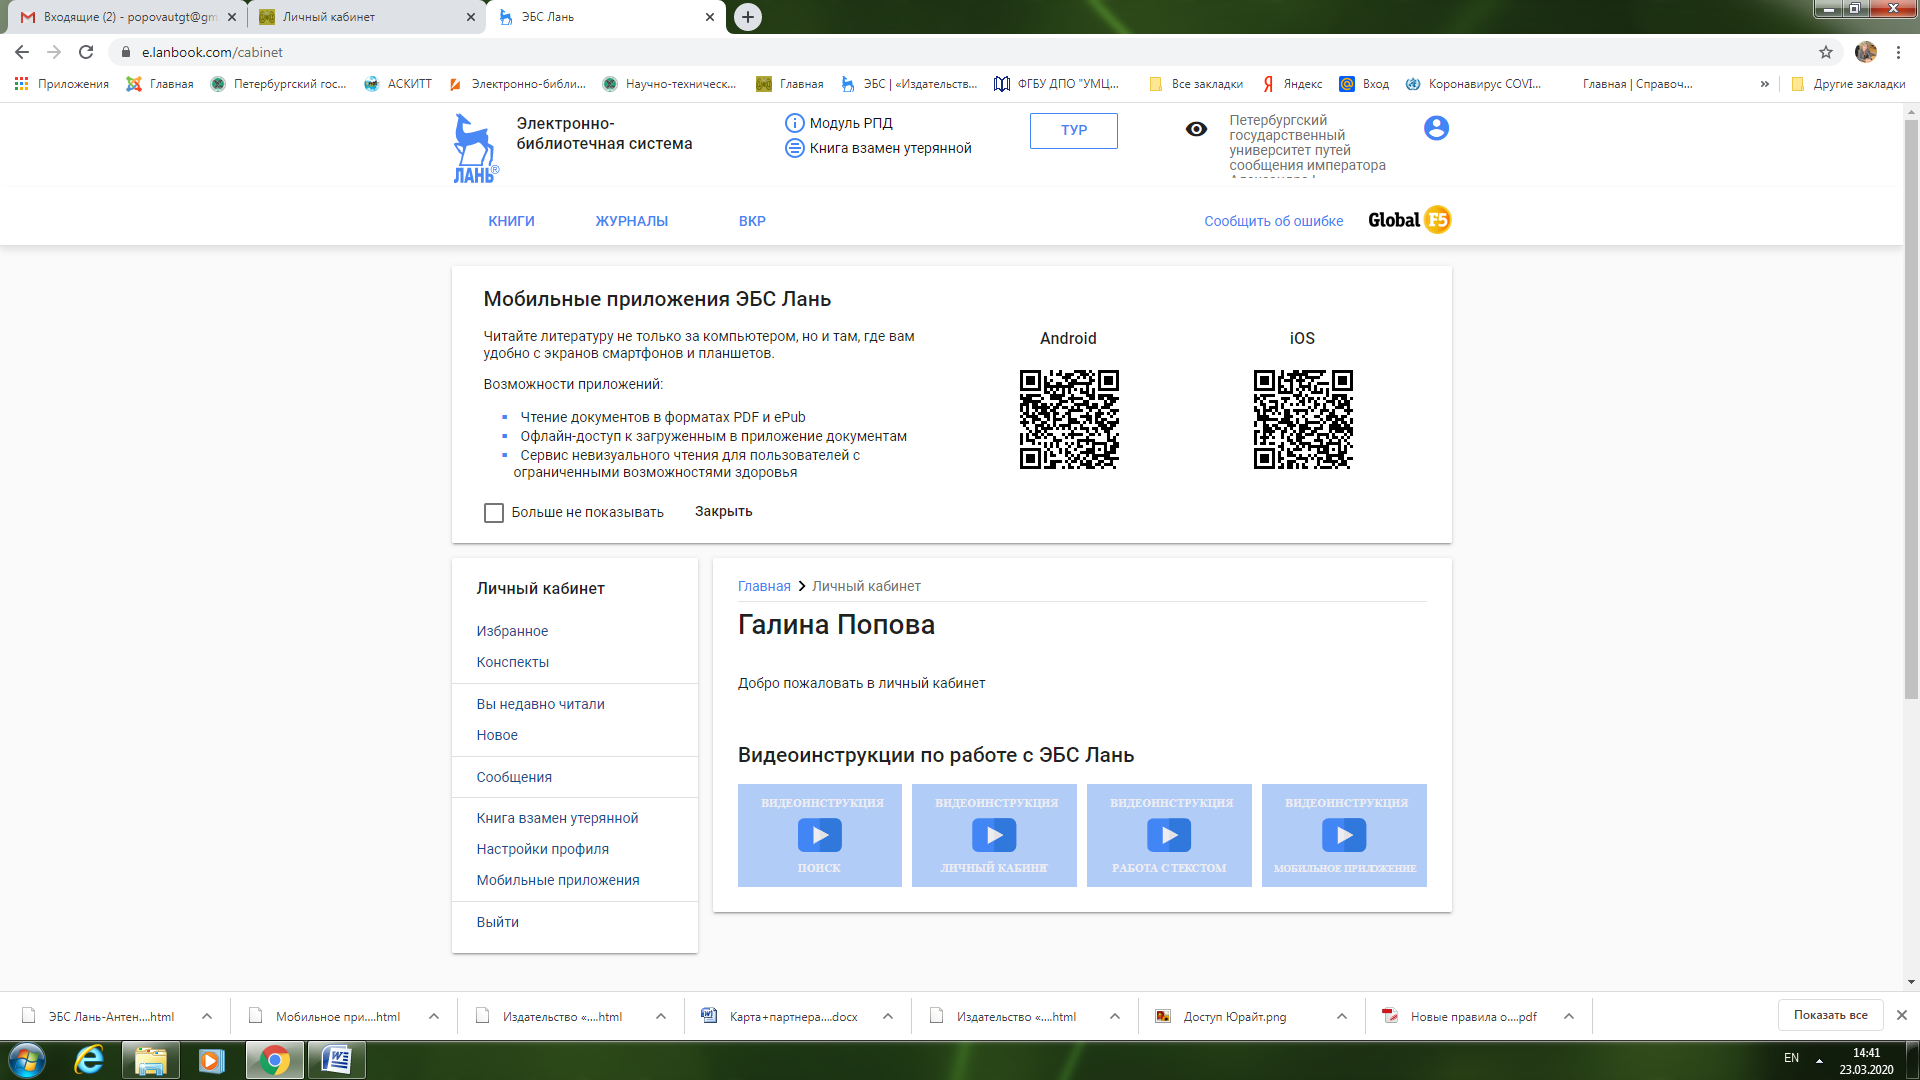 Входящие (2) - popovautgt@gm
Личный кабинет
ЭБС Лань
e.lanbook.com/cabinet
Приложения
Главная
Петербургский гос...
АСКИТТ
Электронно-библи...
Научно-техническ...
Главная
ЭБС | «Издательств...
ФГБУ ДПО "УМЦ...
Все закладки
Яндекс
Вход
Коронавирус COVI...
Главная | Справоч...
»
Другие закладки
ЛАНЬ®
Электронно-
библиотечная система
Модуль РПД
Книга взамен утерянной
ТУР
Петербургский
государственный
университет путей
сообщения императора
КНИГИ
ЖУРНАЛЫ
ВКР
Сообщить об ошибке
Global F5
Мобильные приложения ЭБС Лань
Читайте литературу не только за компьютером, но и там, где вам
удобно с экранов смартфонов и планшетов.
Возможности приложений:
Чтение документов в форматах PDF и ePub
Офлайн-доступ к загруженным в приложение документам
Сервис невизуального чтения для пользователей с
ограниченными возможностями здоровья
Android
iOS
Больше не показывать
Закрыть
Личный кабинет
Избранное
Конспекты
Вы недавно читали
Новое
Сообщения
Книга взамен утерянной
Настройки профиля
Мобильные приложения
Выйти
Главная
Личный кабинет
Галина Попова
Добро пожаловать в личный кабинет
Видеоинструкции по работе с ЭБС Лань
ВИДЕОИНСТРУКЦИЯ
ПОИСК
ВИДЕОИНСТРУКЦИЯ
ЛИЧНЫЙ КАБИНЕТ
ВИДЕОИНСТРУКЦИЯ
РАБОТА С ТЕКСТОМ
ВИДЕОИНСТРУКЦИЯ
МОБИЛЬНОЕ ПРИЛОЖЕНИЕ
ЭБС Лань-Антен....html
Мобильное при....html
Издательство «....html
Карта+партнера....docx
Издательство «....html
Доступ Юрайт.png
Новые правила о....pdf
Показать все
EN
14:41
23.03.2020